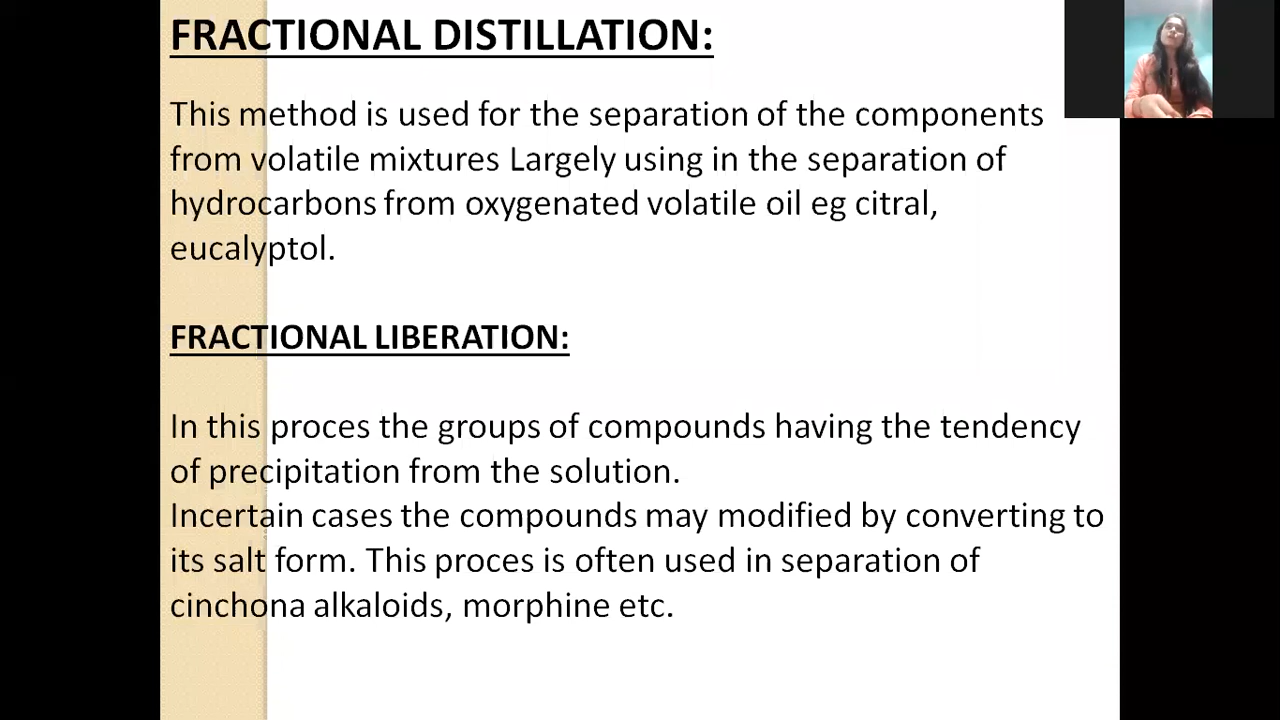 FRACTIONAL DISTILLATION:
This method is used for the separation of the components
from volatile mixtures Largely using in the separation of
hydrocarbons from oxygenated volatile oil eg citral,
eucalyptol.
FRACTIONAL LIBERATION:
In this proces the groups of compounds having the tendency
of precipitation from the solution.
Incertain cases the compounds may modified by converting to
its salt form. This proces is often used in separation of
cinchona alkaloids, morphine etc.